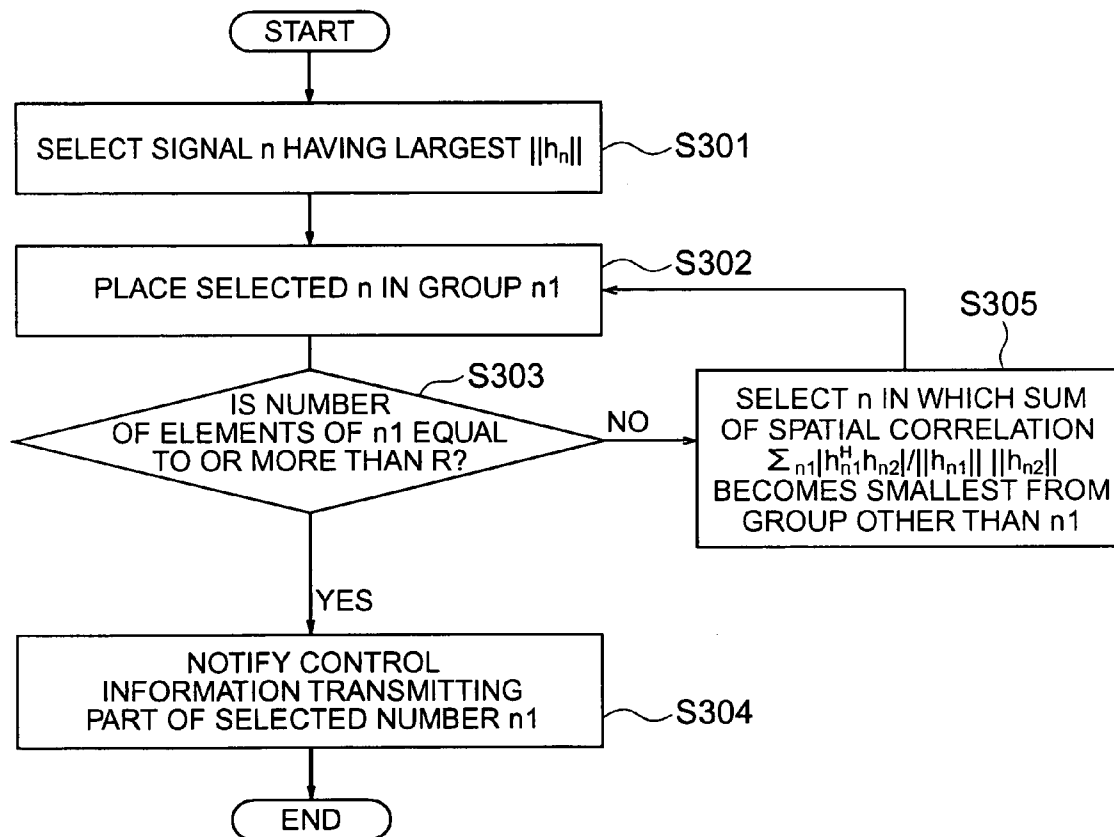 START
SELECT SIGNAL n HAVING LARGEST ||hn||
S301
PLACE SELECTED n IN GROUP n1
S302
S303
IS NUMBER
OF ELEMENTS OF n1 EQUAL
TO OR MORE THAN R?
NO
S305
SELECT n IN WHICH SUM
OF SPATIAL CORRELATION
Σn1|h^H_n1 hn2|/||hn1|| ||hn2||
BECOMES SMALLEST FROM
GROUP OTHER THAN n1
YES
NOTIFY CONTROL
INFORMATION TRANSMITTING
PART OF SELECTED NUMBER n1
S304
END